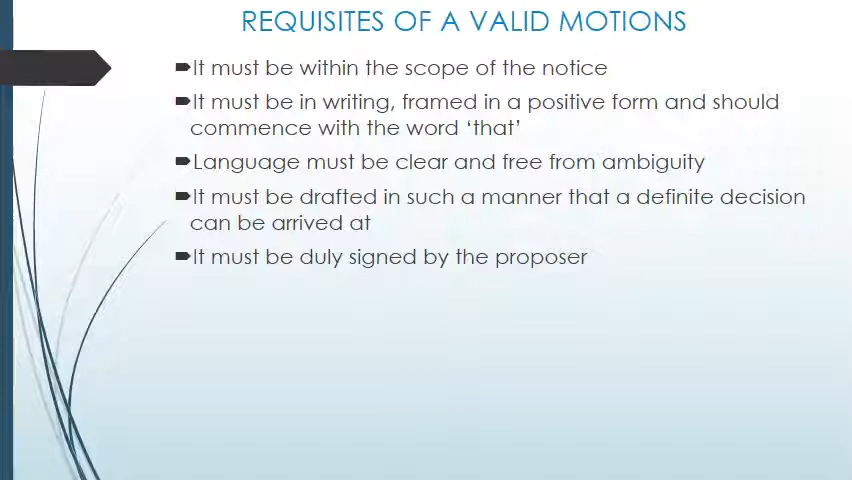 REQUISITES OF A VALID MOTIONS
It must be within the scope of the notice
It must be in writing, framed in a positive form and should
commence with the word ‘that’
Language must be clear and free from ambiguity
It must be drafted in such a manner that a definite decision
can be arrived at
It must be duly signed by the proposer